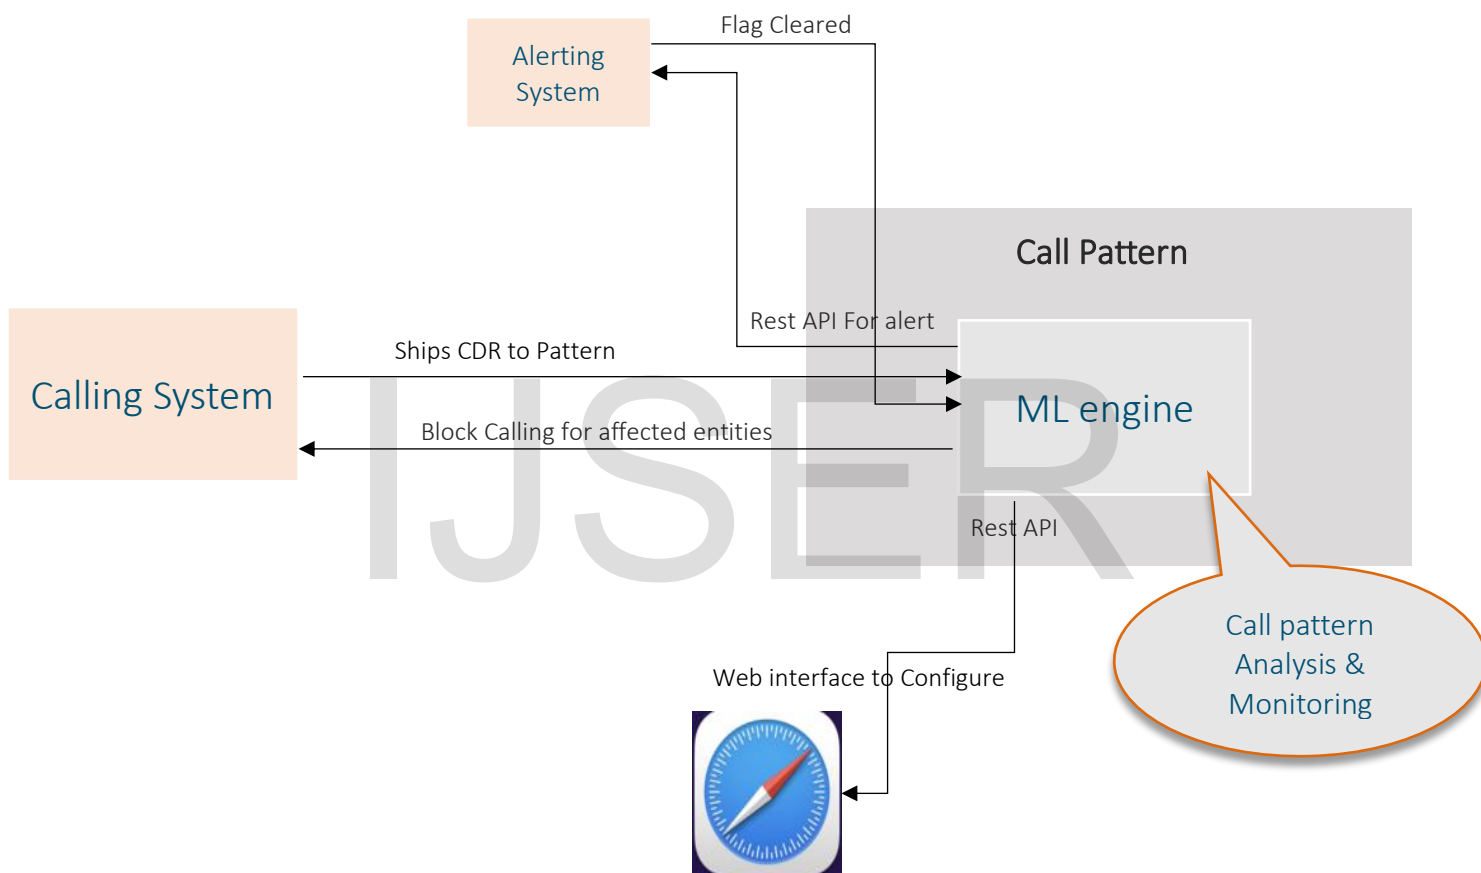 Flag Cleared
Alerting
System
Call Pattern
Rest API For alert
Ships CDR to Pattern
Calling System
ML engine
Block Calling for affected entities
IJSER
Rest API
Call pattern
Analysis &
Monitoring
Web interface to Configure